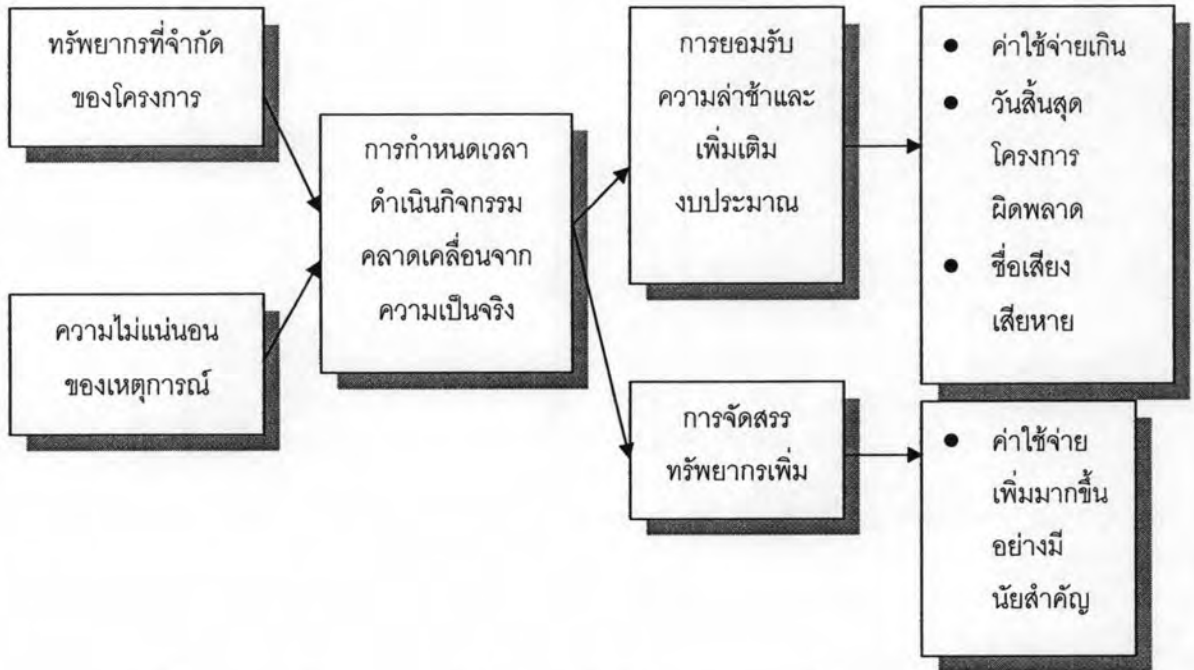 ทรัพยากรที่จำกัด
ของโครงการ
ความไม่แน่นอน
ของเหตุการณ์
การกำหนดเวลา
ดำเนินกิจกรรม
คลาดเคลื่อนจาก
ความเป็นจริง
การยอมรับ
ความล่าช้าและ
เพิ่มเติม
งบประมาณ
● ค่าใช้จ่ายเกิน
● วันสิ้นสุด
โครงการ
ผิดพลาด
● ชื่อเสียง
เสียหาย
การจัดสรร
ทรัพยากรเพิ่ม
● ค่าใช้จ่าย
เพิ่มมากขึ้น
อย่างมี
นัยสำคัญ